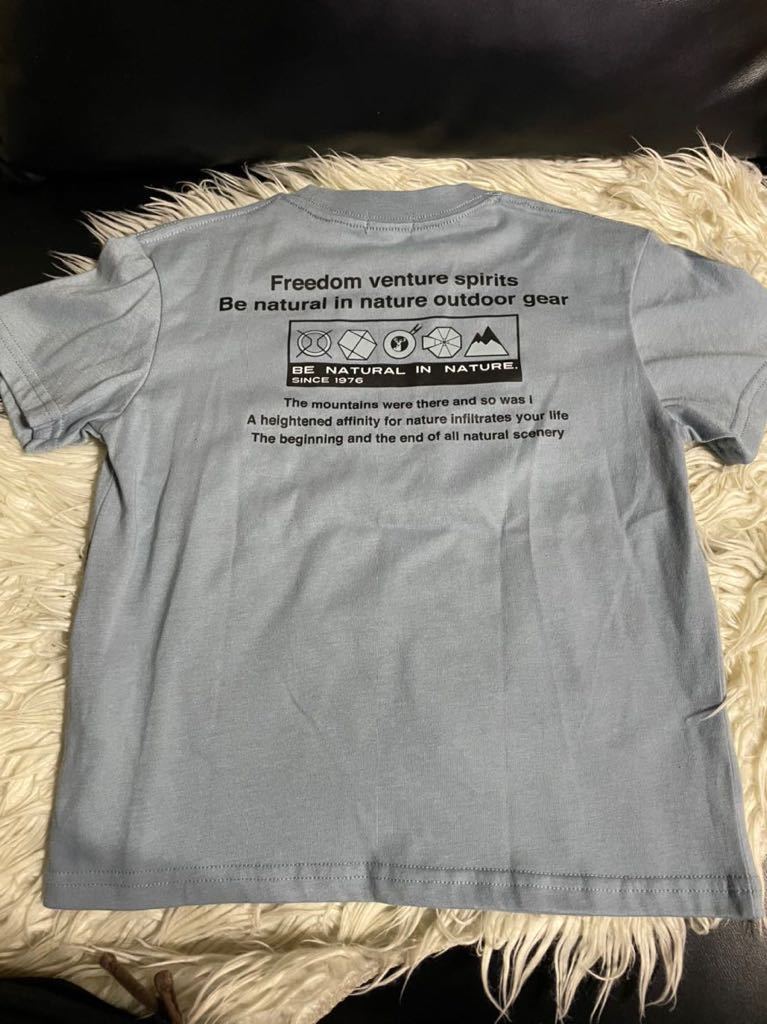 Freedom venture spirits
Be natural in nature outdoor gear
BE NATURAL IN NATURE.
SINCE 1976
The mountains were there and so was I
A heightened affinity for nature infiltrates your life
The beginning and the end of all natural scenery